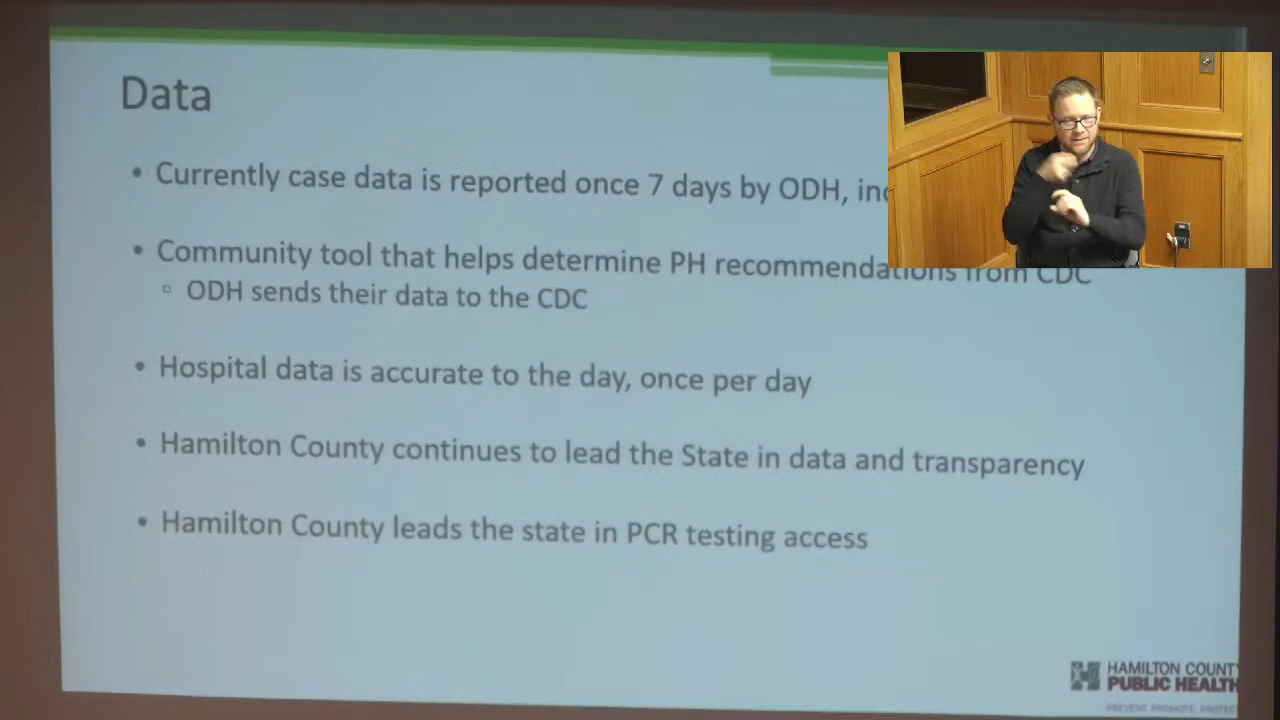 Data
• Currently case data is reported once 7 days by ODH,
• Community tool that helps determine PH recommendations from CDC
▫ ODH sends their data to the CDC
• Hospital data is accurate to the day, once per day
• Hamilton County continues to lead the State in data and transparency
• Hamilton County leads the state in PCR testing access
HAMILTON COUNTY
PUBLIC HEALTH
PREVENT. PROMOTE. PROTECT.